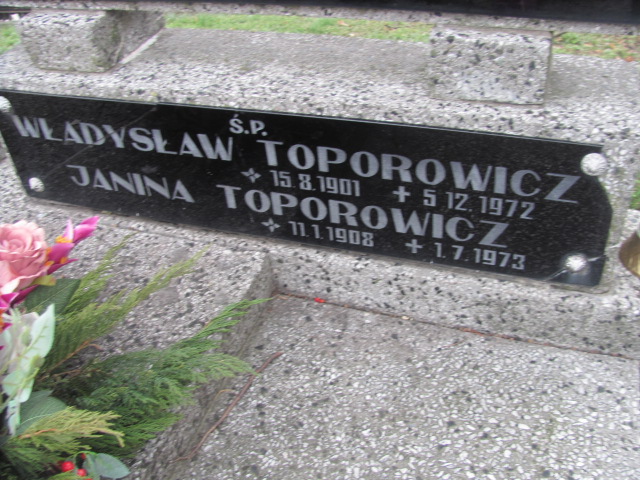 Ś.P.
WŁADYSŁAW TOPOROWICZ
15.8.1901 + 5.12.1972
JANINA TOPOROWICZ
11.1.1908 + 1.7.1973